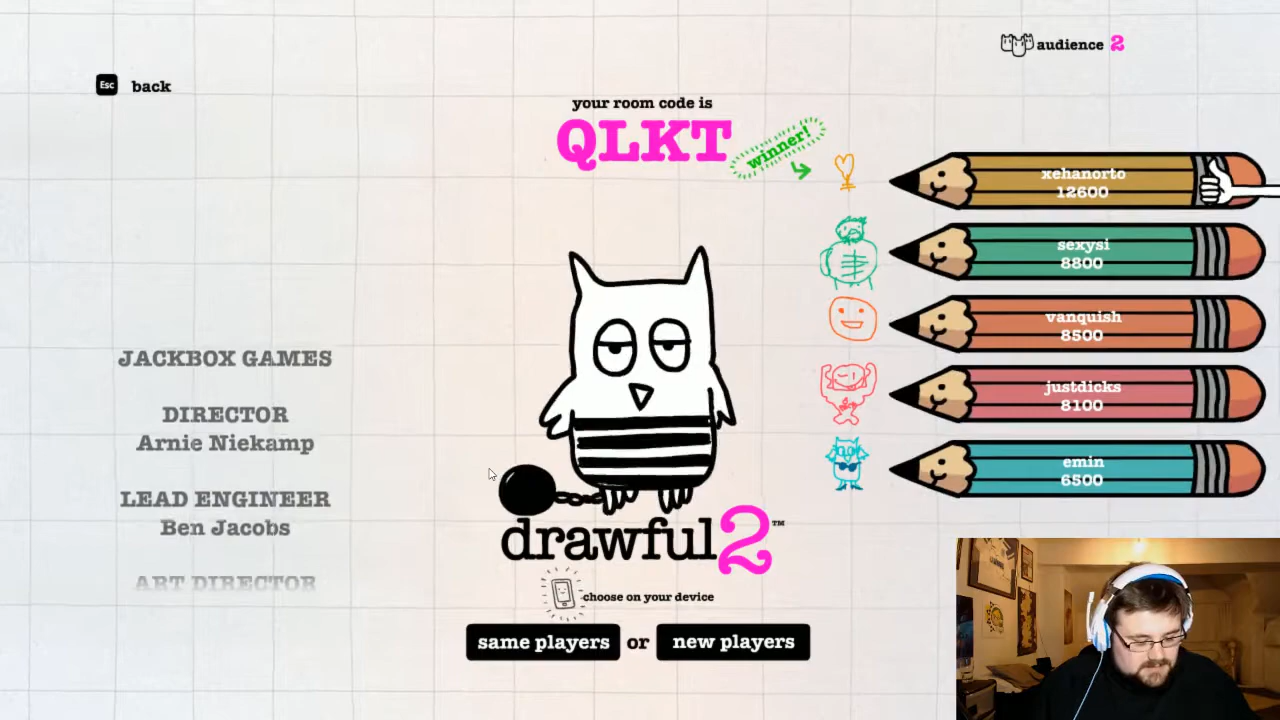 audience 2
Esc back
your room code is
QLKT
winner!
xehanorto
12600
sexysi
8800
vanquish
8500
justdicks
8100
emin
6500
JACKBOX GAMES
DIRECTOR
Arnie Niekamp
LEAD ENGINEER
Ben Jacobs
ART DIRECTOR
drawful 2™
choose on your device
same players or new players